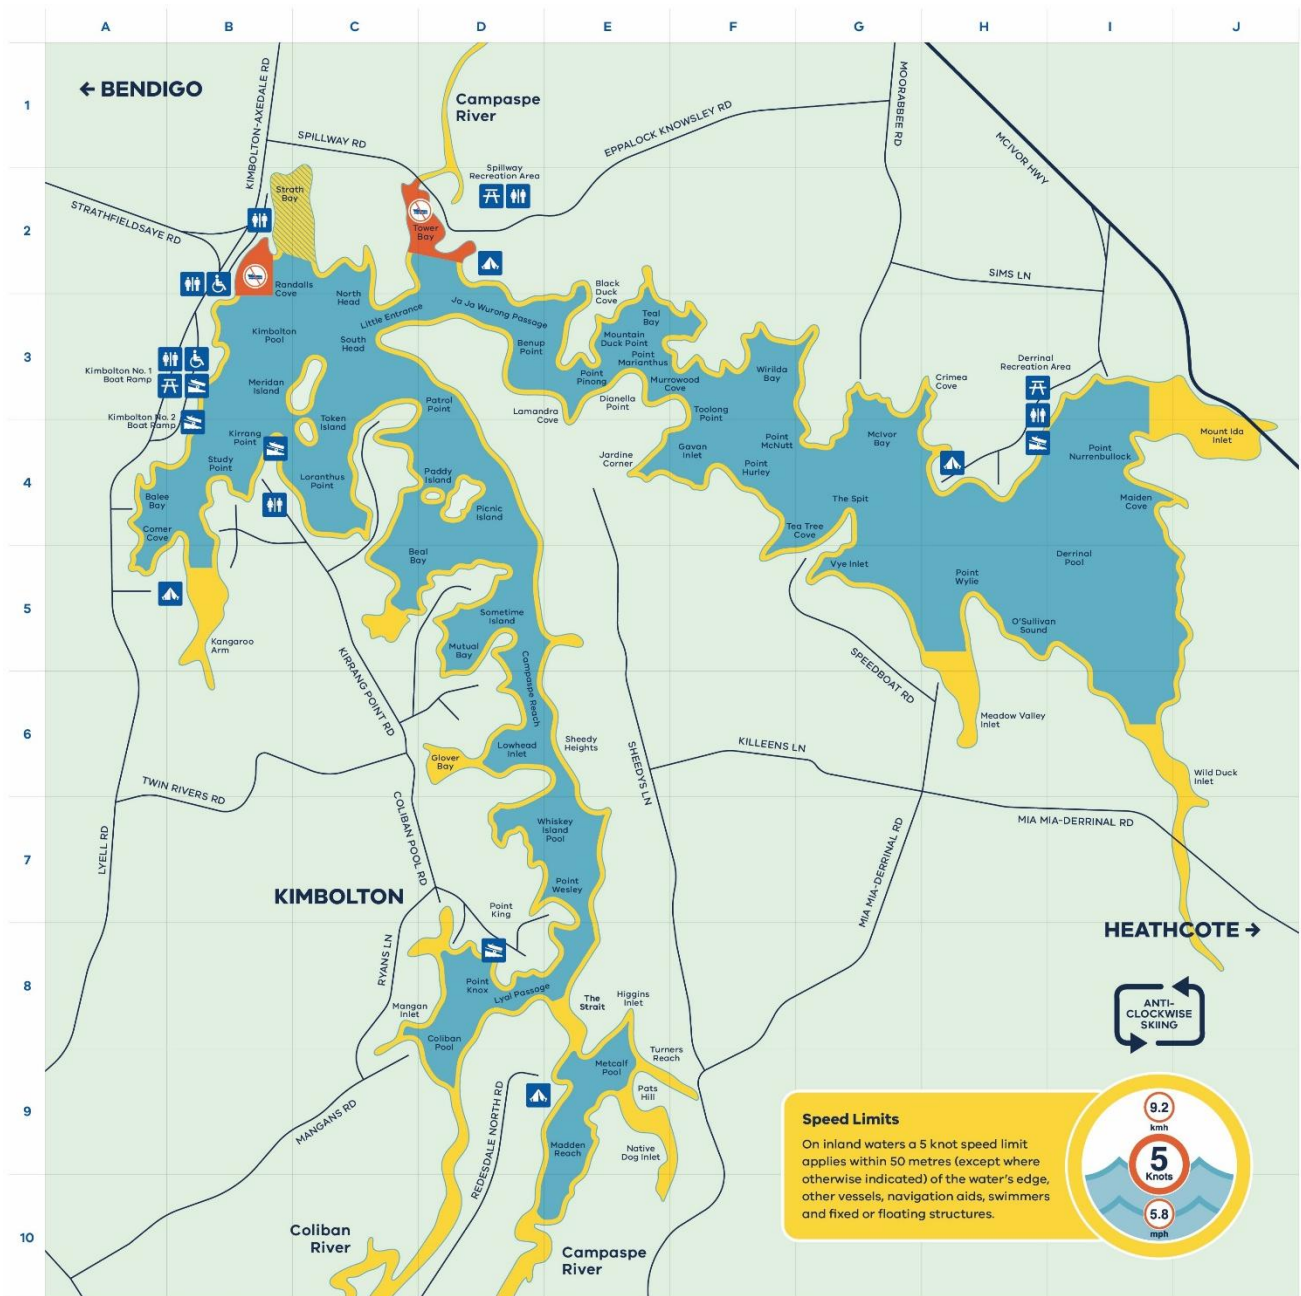 A B C D E F G H I J
1
2
3
4
5
6
7
8
9
10
← BENDIGO
KIMBOLTON-AXEDALE RD
SPILLWAY RD
Campaspe
River
EPPALOCK KNOWSLEY RD
MOORABBEE RD
MCIVOR HWY
STRATHFIELDSAYE RD
Strath
Bay
Spillway
Recreation Area
Tower
Bay
SIMS LN
Randalls
Cove
North
Head
Little Entrance
Ja Ja Wurong Passage
Black
Duck
Cove
Teal
Bay
Kimbolton
Pool
South
Head
Benup
Point
Mountain
Duck Point
Point
Marianthus
Point
Pinong
Murrowood
Cove
Wirilda
Bay
Crimea
Cove
Derrinal
Recreation Area
Kimbolton No. 1
Boat Ramp
Meridan
Island
Kimbolton No. 2
Boat Ramp
Token
Island
Patrol
Point
Lamandra
Cove
Dianella
Point
Toolong
Point
Kirrang
Point
Study
Point
Loranthus
Point
Paddy
Island
Picnic
Island
Jardine
Corner
Gavan
Inlet
Point
McNutt
Point
Hurley
McIvor
Bay
Point
Nurrenbullock
Mount Ida
Inlet
Balee
Bay
Comer
Cove
The Spit
Maiden
Cove
Tea Tree
Cove
Beal
Bay
Vye Inlet
Point
Wylie
Derrinal
Pool
Sometime
Island
O'Sullivan
Sound
Kangaroo
Arm
Mutual
Bay
Campaspe Reach
KIRRANG POINT RD
SPEEDBOAT RD
Meadow Valley
Inlet
Glover
Bay
Lowhead
Inlet
Sheedy
Heights
SHEEDYS LN
KILLEENS LN
Wild Duck
Inlet
TWIN RIVERS RD
COLIBAN POOL RD
MIA MIA-DERRINAL RD
MIA MIA-DERRINAL RD
LYELL RD
Whiskey
Island
Pool
Point
Wesley
KIMBOLTON
Point
King
HEATHCOTE →
RYANS LN
Point
Knox
Lyal Passage
The
Strait
Higgins
Inlet
Mangan
Inlet
Coliban
Pool
Turners
Reach
Metcalf
Pool
Pats
Hill
ANTI-
CLOCKWISE
SKIING
MANGANS RD
REDESDALE NORTH RD
Madden
Reach
Native
Dog Inlet
Coliban
River
Campaspe
River
Speed Limits
On inland waters a 5 knot speed limit
applies within 50 metres (except where
otherwise indicated) of the water's edge,
other vessels, navigation aids, swimmers
and fixed or floating structures.
9.2
kmh
5
Knots
5.8
mph